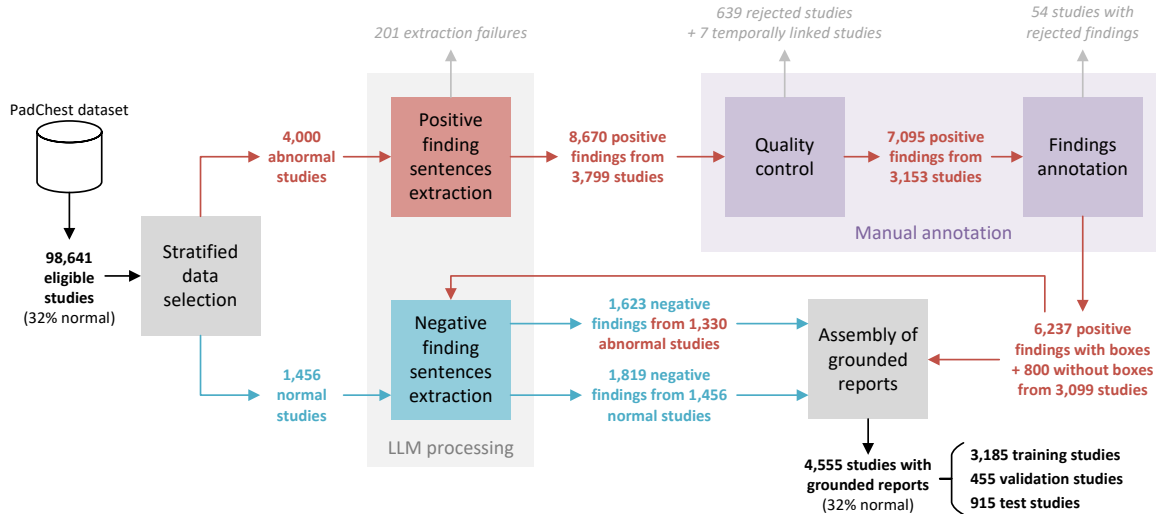 639 rejected studies
+ 7 temporally linked studies
54 studies with
rejected findings
201 extraction failures
PadChest dataset
4,000
abnormal
studies
Positive
finding
sentences
extraction
8,670 positive
findings from
3,799 studies
Quality
control
7,095 positive
findings from
3,153 studies
Findings
annotation
Manual annotation
98,641
eligible
studies
(32% normal)
Stratified
data
selection
1,456
normal
studies
Negative
finding
sentences
extraction
LLM processing
1,623 negative
findings from 1,330
abnormal studies
1,819 negative
findings from 1,456
normal studies
Assembly of
grounded
reports
6,237 positive
findings with boxes
+ 800 without boxes
from 3,099 studies
4,555 studies with
grounded reports
(32% normal)
3,185 training studies
455 validation studies
915 test studies